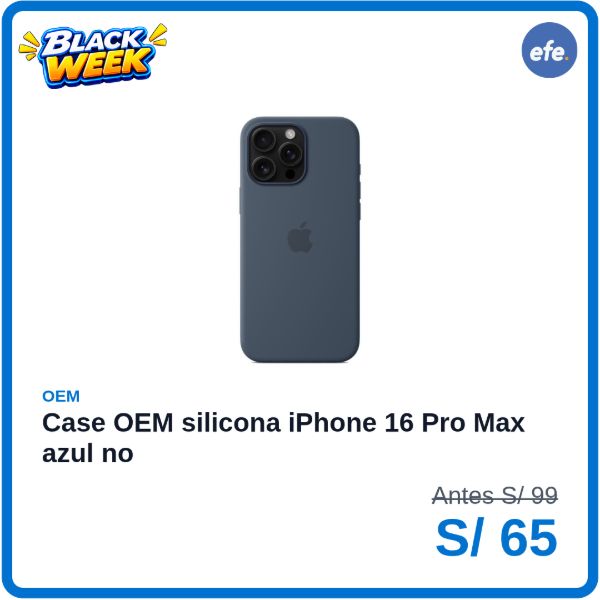 BLACK
WEEK
efe.
OEM
Case OEM silicona iPhone 16 Pro Max
azul no
Antes S/ 99
S/ 65